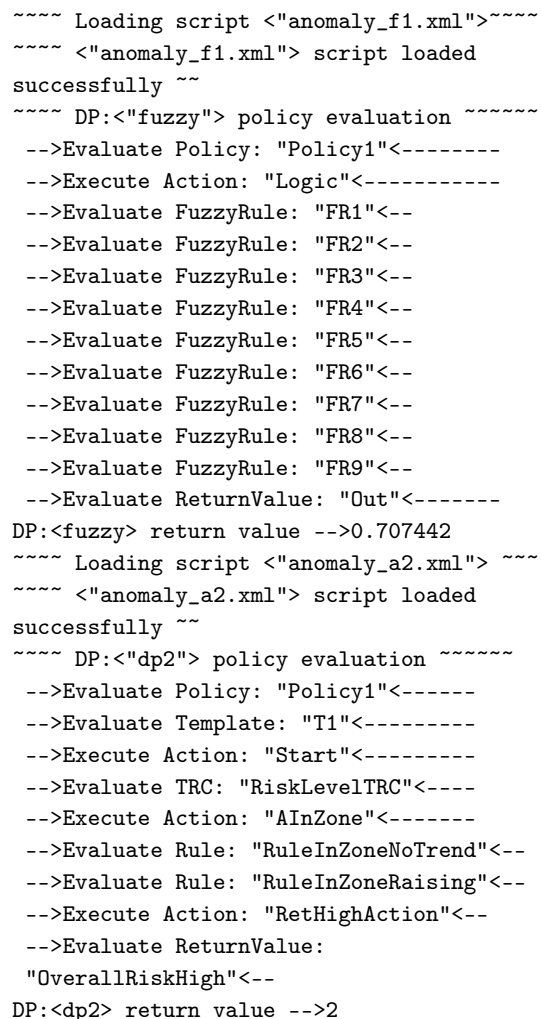 ~~~~ Loading script <"anomaly_f1.xml">~~~~
~~~~ <"anomaly_f1.xml"> script loaded
successfully ~~
~~~~ DP:<"fuzzy"> policy evaluation ~~~~~~
-->Evaluate Policy: "Policy1"<--------
-->Execute Action: "Logic"<-----------
-->Evaluate FuzzyRule: "FR1"<--
-->Evaluate FuzzyRule: "FR2"<--
-->Evaluate FuzzyRule: "FR3"<--
-->Evaluate FuzzyRule: "FR4"<--
-->Evaluate FuzzyRule: "FR5"<--
-->Evaluate FuzzyRule: "FR6"<--
-->Evaluate FuzzyRule: "FR7"<--
-->Evaluate FuzzyRule: "FR8"<--
-->Evaluate FuzzyRule: "FR9"<--
-->Evaluate ReturnValue: "Out"<-------
DP:<fuzzy> return value -->0.707442
~~~~ Loading script <"anomaly_a2.xml"> ~~~
~~~~ <"anomaly_a2.xml"> script loaded
successfully ~~
~~~~ DP:<"dp2"> policy evaluation ~~~~~~
-->Evaluate Policy: "Policy1"<------
-->Evaluate Template: "T1"<---------
-->Execute Action: "Start"<---------
-->Evaluate TRC: "RiskLevelTRC"<----
-->Execute Action: "AInZone"<-------
-->Evaluate Rule: "RuleInZoneNoTrend"<--
-->Evaluate Rule: "RuleInZoneRaising"<--
-->Execute Action: "RetHighAction"<--
-->Evaluate ReturnValue:
"OverallRiskHigh"<--
DP:<dp2> return value -->2